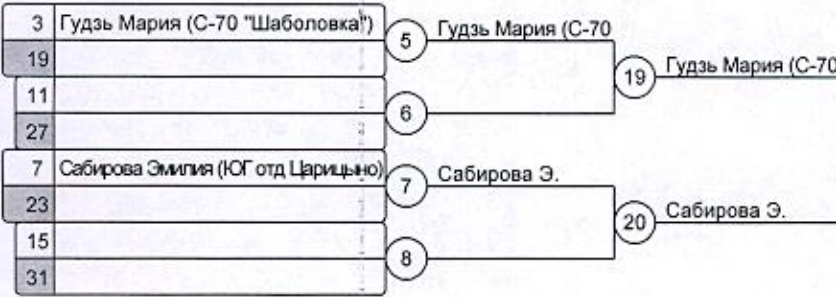 3 Гудзь Мария (С-70 "Шаболовка")
19
5 Гудзь Мария (С-70
11
27
6
19 Гудзь Мария (С-70
7 Сабирова Эмилия (ЮГ отд Царицыно)
23
7 Сабирова Э.
15
31
8
20 Сабирова Э.